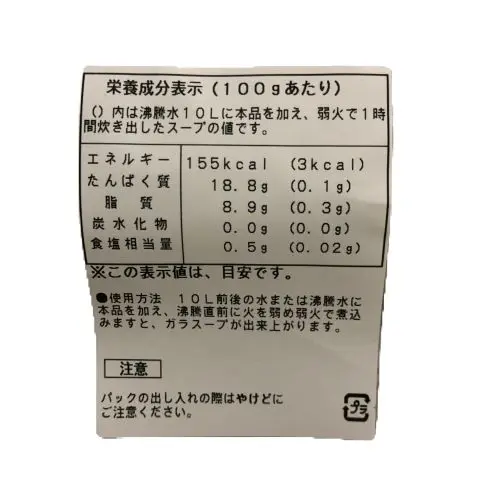 栄養成分表示(100gあたり)
()内は沸騰水10Lに本品を加え、弱火で1時
間炊き出したスープの値です。
エネルギー 155kcal (3kcal)
たんぱく質 18.8g (0.1g)
脂質 8.9g (0.3g)
炭水化物 0.0g (0.0g)
食塩相当量 0.5g (0.02g)
※この表示値は、目安です。
●使用方法 10L前後の水または沸騰水に
本品を加え、沸騰直前に火を弱め弱火で煮込
みますと、ガラスープが出来上がります。
注意
パックの出し入れの際はやけどに
ご注意ください。
プラ